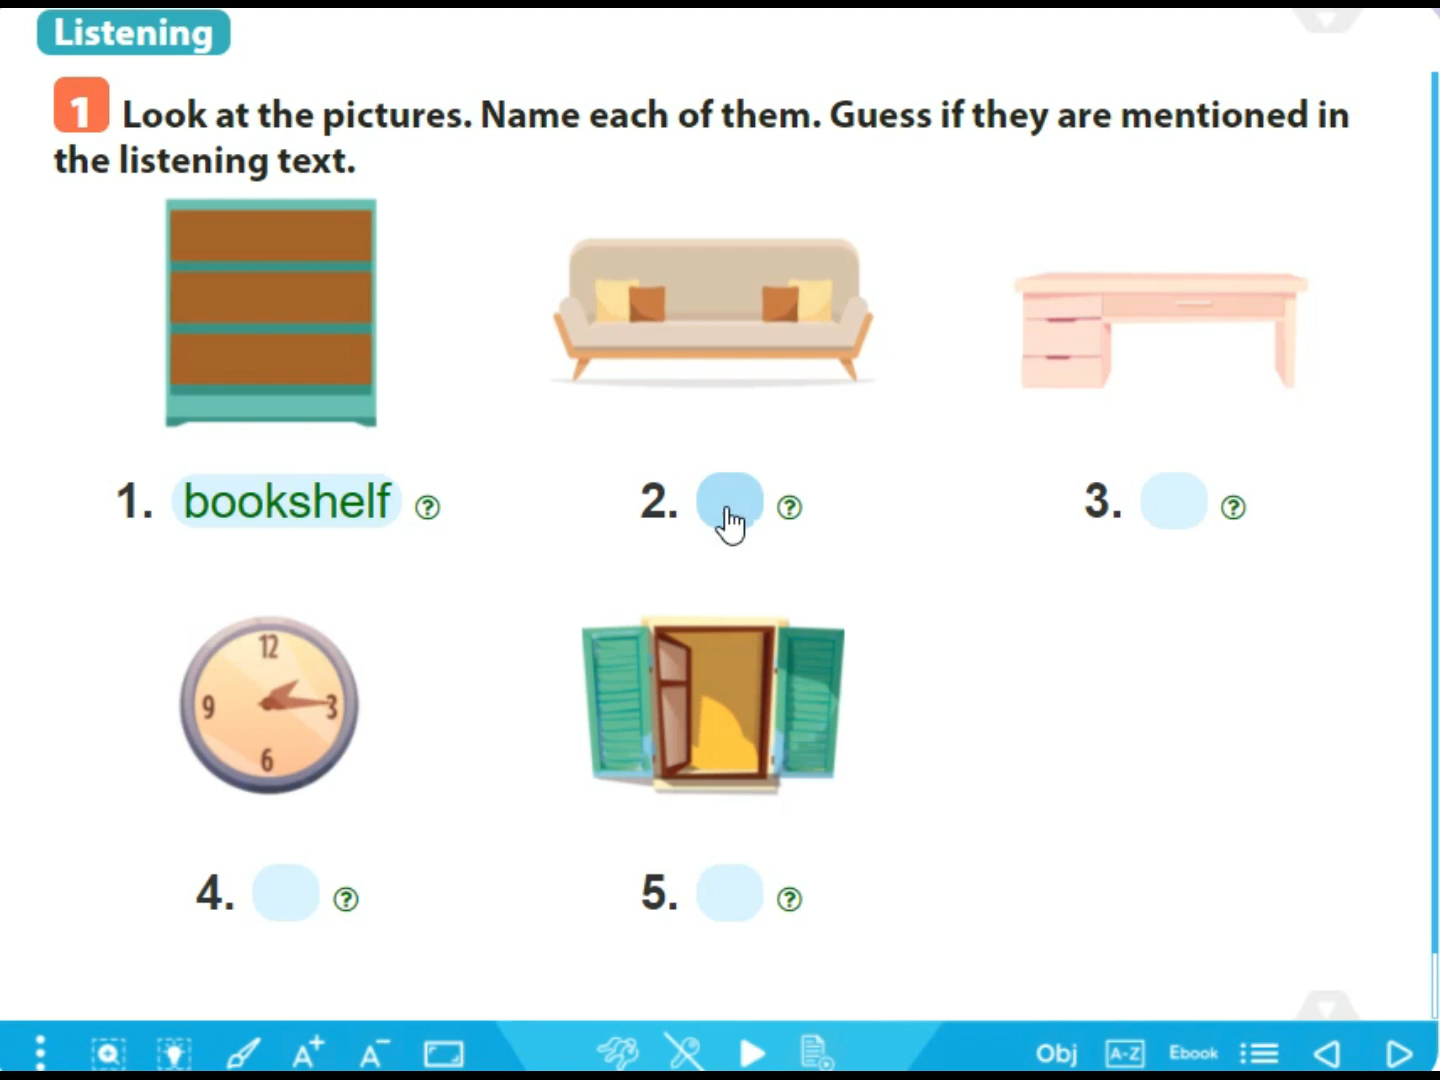 Listening
1 Look at the pictures. Name each of them. Guess if they are mentioned in
the listening text.
1. bookshelf ?
2. ?
3. ?
12
9 3
6
4. ?
5. ?
A+ A- Obj A-Z Ebook